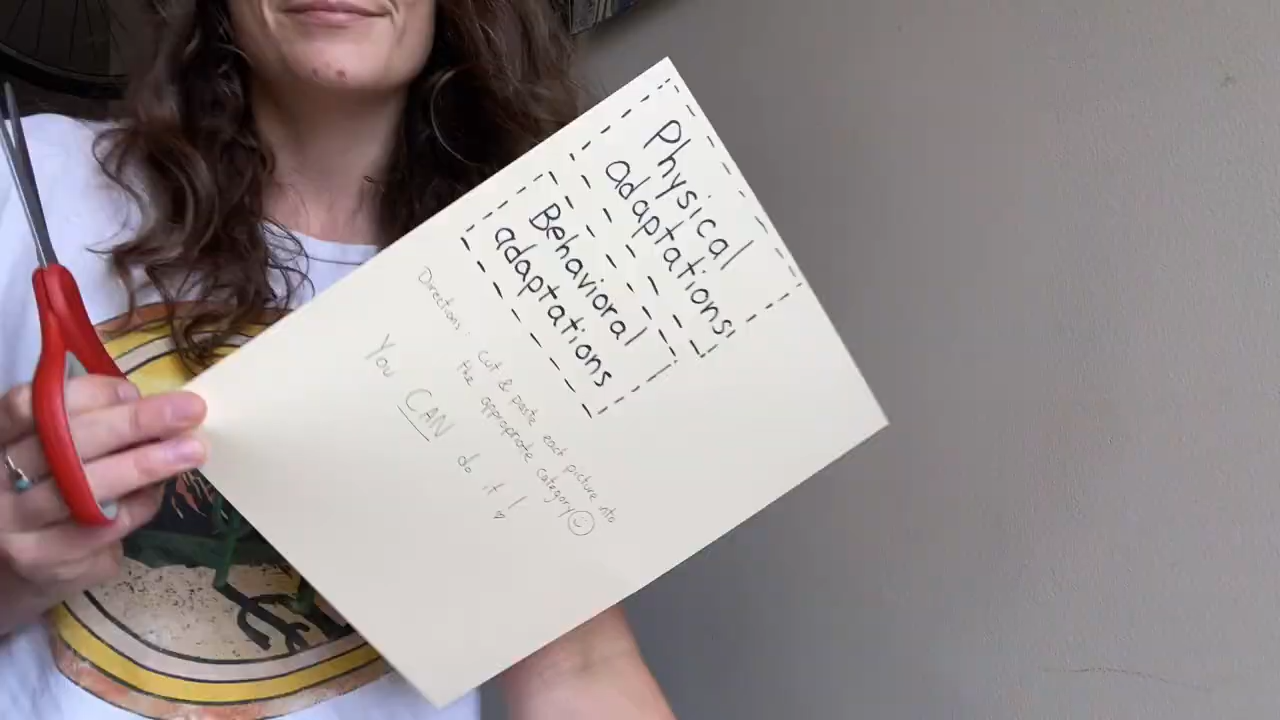 Physical
adaptations
Behavioral
adaptations
Directions: Cut & paste each picture into
the appropriate category
You CAN do it!